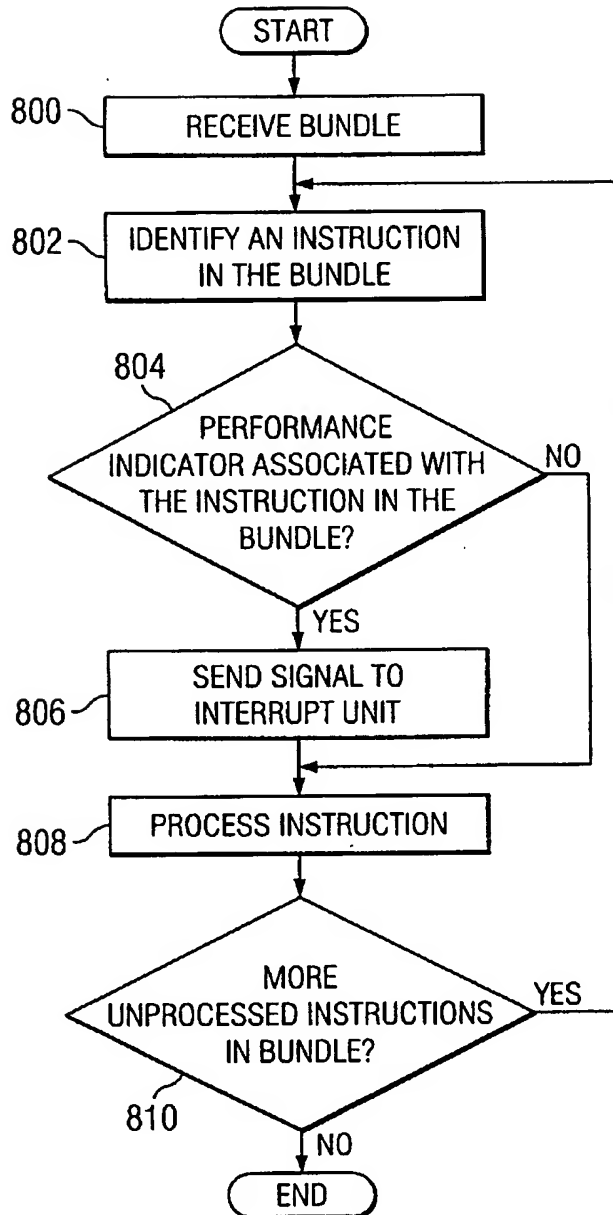 START
800
RECEIVE BUNDLE
802
IDENTIFY AN INSTRUCTION
IN THE BUNDLE
804
PERFORMANCE
INDICATOR ASSOCIATED WITH
THE INSTRUCTION IN THE
BUNDLE?
NO
YES
806
SEND SIGNAL TO
INTERRUPT UNIT
808
PROCESS INSTRUCTION
MORE
UNPROCESSED INSTRUCTIONS
IN BUNDLE?
YES
810
NO
END